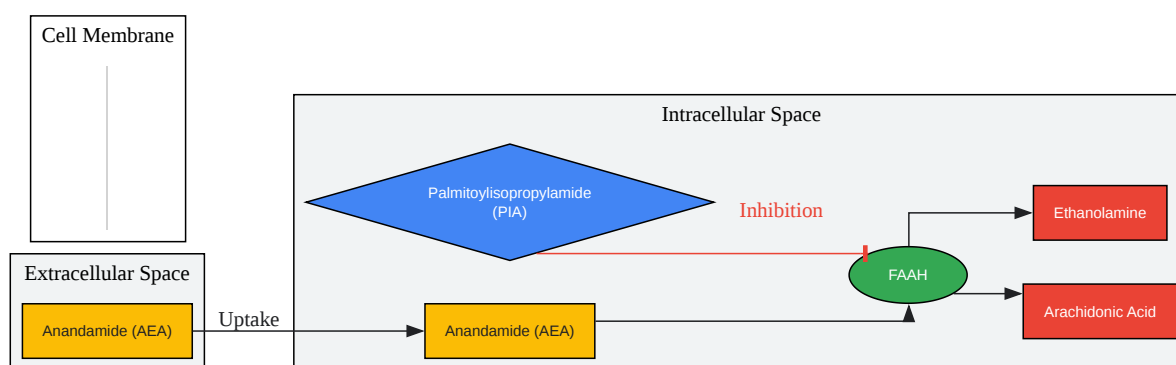 Cell Membrane
Intracellular Space
Palmitoylisopropylamide
(PIA)
Inhibition
Ethanolamine
Extracellular Space
FAAH
Arachidonic Acid
Anandamide (AEA)
Uptake
Anandamide (AEA)